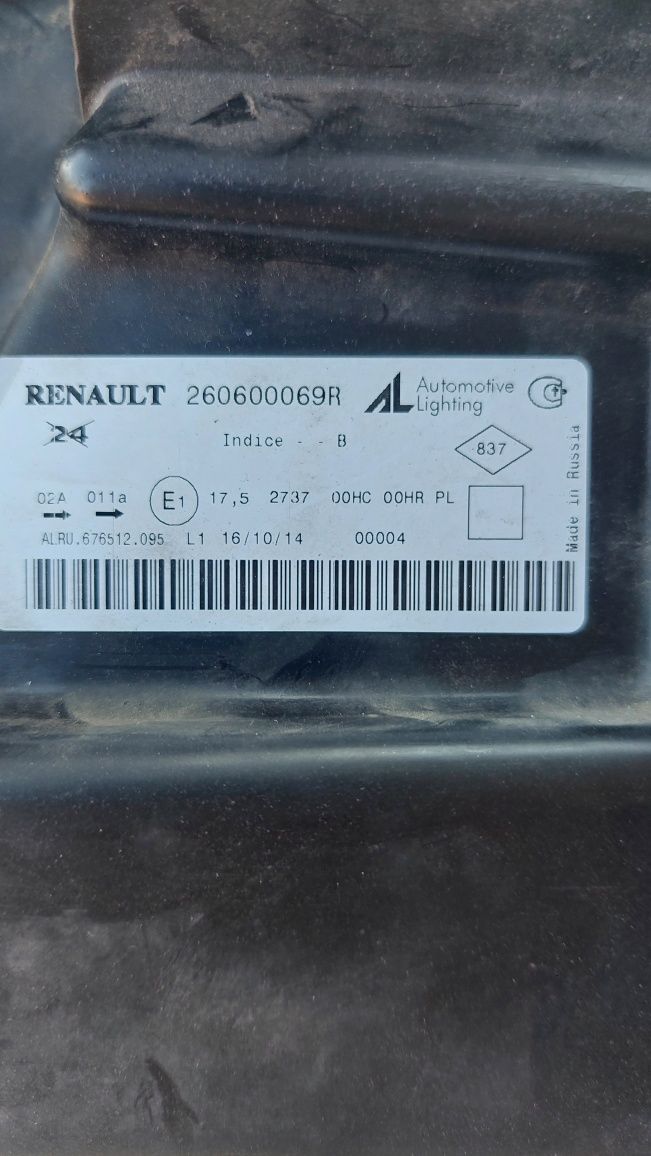 RENAULT 260600069R AL Automotive Lighting
24 Indice - - B 837
02A 011a E1 17,5 2737 00HC 00HR PL
ALRU.676512.095 L1 16/10/14 00004
Made in Russia